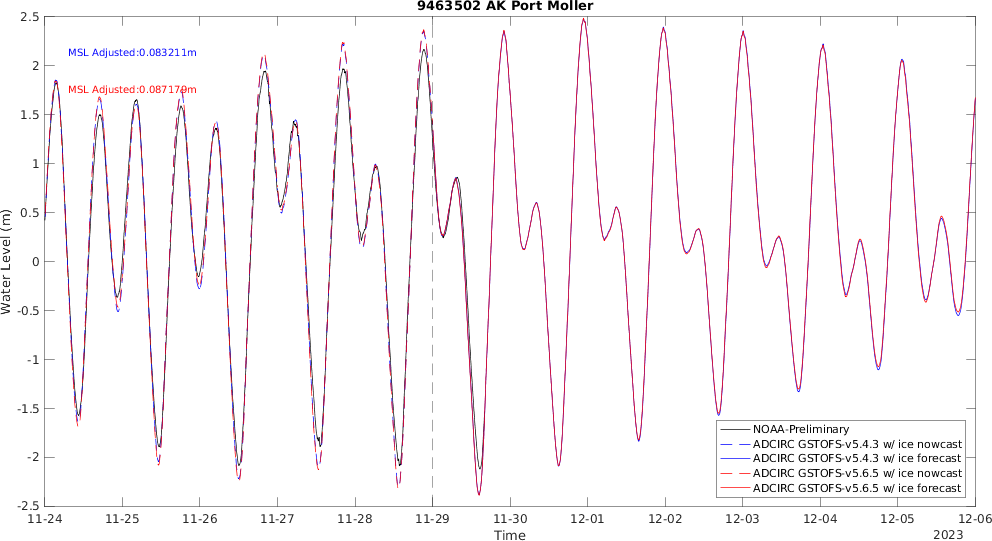 9463502 AK Port Moller
MSL Adjusted:0.083211m
MSL Adjusted:0.087179m
Water Level (m)
2.5
2
1.5
1
0.5
0
-0.5
-1
-1.5
-2
-2.5
NOAA-Preliminary
ADCIRC GSTOFS-v5.4.3 w/ ice nowcast
ADCIRC GSTOFS-v5.4.3 w/ ice forecast
ADCIRC GSTOFS-v5.6.5 w/ ice nowcast
ADCIRC GSTOFS-v5.6.5 w/ ice forecast
11-24 11-25 11-26 11-27 11-28 11-29 11-30 12-01 12-02 12-03 12-04 12-05 12-06
Time
2023